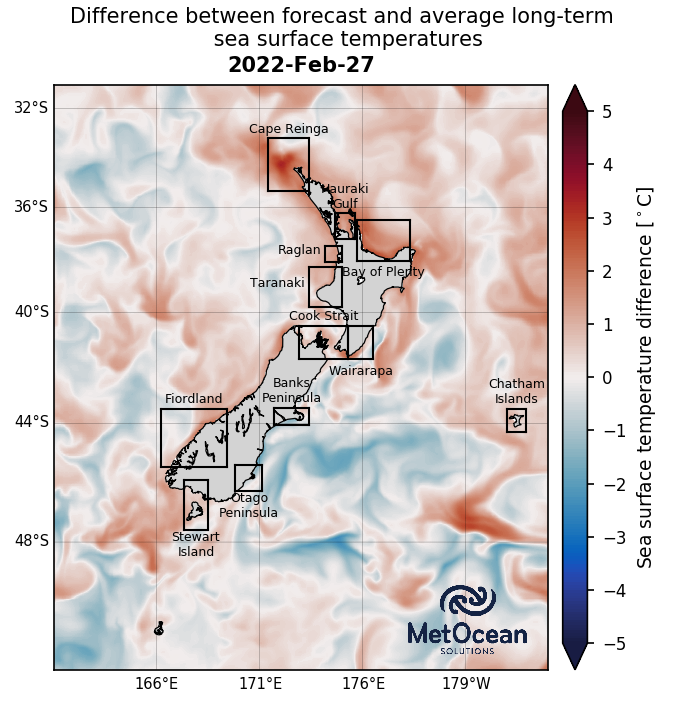 Difference between forecast and average long-term
sea surface temperatures
2022-Feb-27
32°S
36°S
40°S
44°S
48°S
166°E
171°E
176°E
179°W
Cape Reinga
Hauraki
Gulf
Raglan
Bay of Plenty
Taranaki
Cook Strait
Wairarapa
Banks
Peninsula
Fiordland
Chatham
Islands
Otago
Peninsula
Stewart
Island
MetOcean
SOLUTIONS
5
4
3
2
1
0
−1
−2
−3
−4
−5
Sea surface temperature difference [°C]